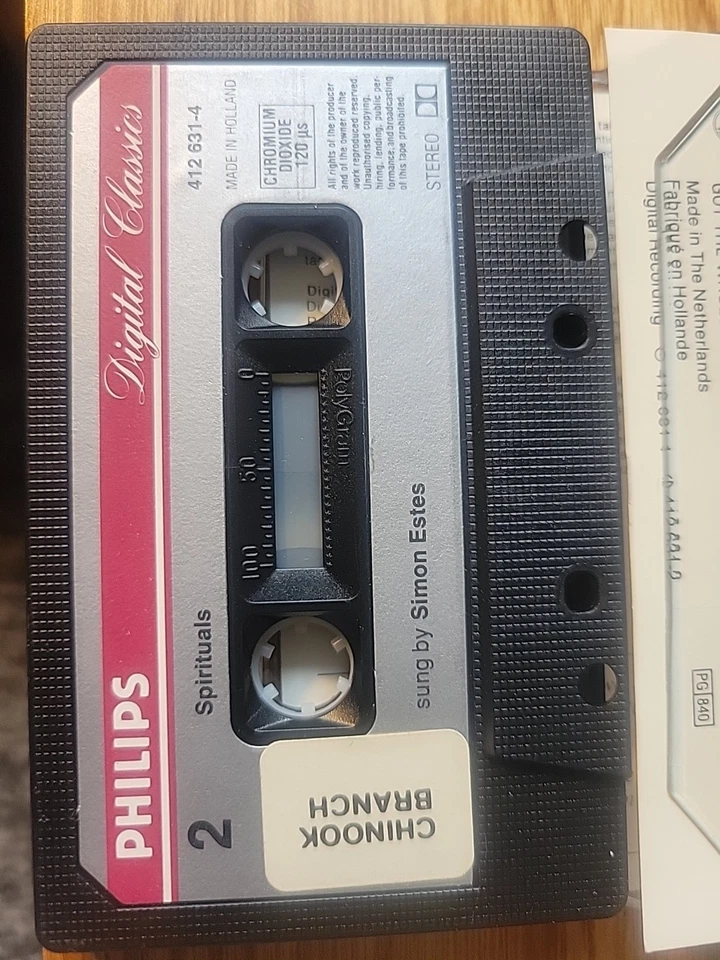 PHILIPS Digital Classics
412 631-4
MADE IN HOLLAND
CHROMIUM
DIOXIDE
120 µs
All rights of the producer
and of the owner of the
work reproduced reserved.
Unauthorised copying,
hiring, lending, public per-
formance, and broadcasting
of this tape prohibited.
STEREO
2
Spirituals
100 50 0
PolyGram
sung by Simon Estes
CHINOOK
BRANCH
Digi
Made in The Netherlands
Fabriqué en Hollande
Digital Recording
PG 840